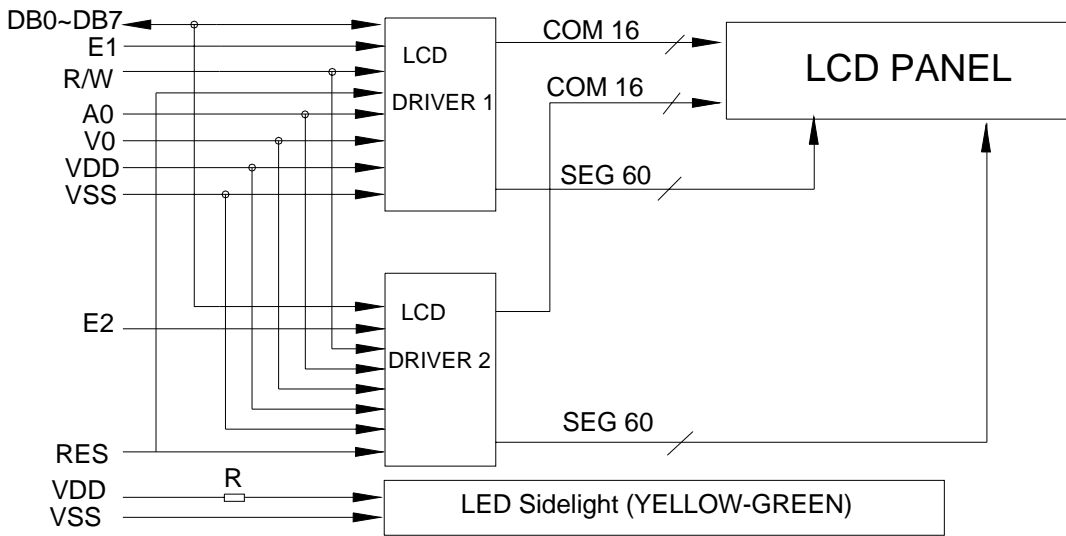 DB0~DB7
E1
R/W
A0
V0
VDD
VSS
LCD
DRIVER 1
COM 16
COM 16
SEG 60
LCD PANEL
E2
RES
LCD
DRIVER 2
SEG 60
VDD
VSS
R
LED Sidelight (YELLOW-GREEN)